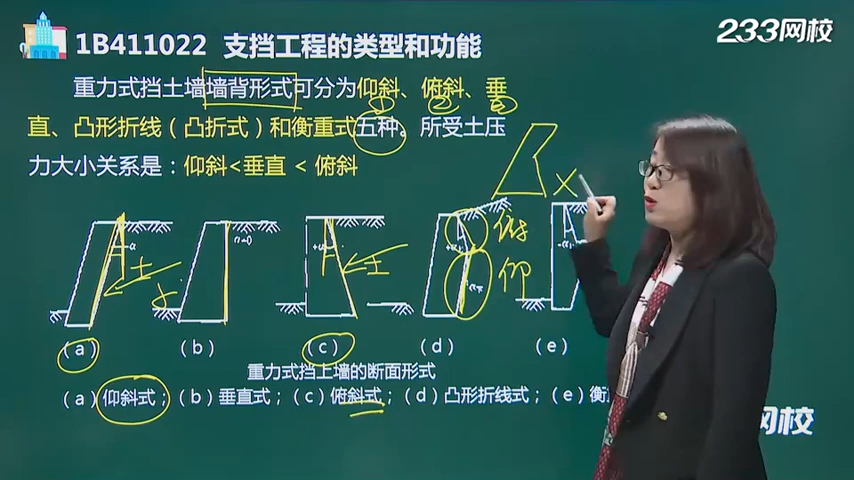 1B411022 支挡工程的类型和功能
233网校
重力式挡土墙墙背形式可分为仰斜、俯斜、垂
① ② ③
直、凸形折线（凸折式）和衡重式五种。所受土压
力大小关系是：仰斜<垂直 < 俯斜
X
俯
仰
土
土
α
（a）
（b）
（c）
（d）
（e）
重力式挡土墙的断面形式
（a）仰斜式；（b）垂直式；（c）俯斜式；（d）凸形折线式；（e）衡
网校